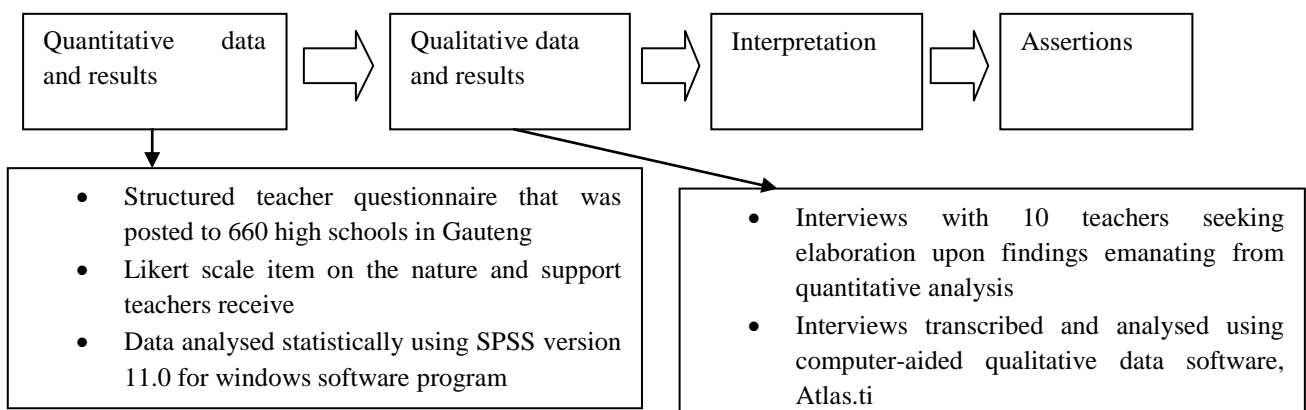 Quantitative data
and results
Qualitative data
and results
Interpretation
Assertions
• Structured teacher questionnaire that was
posted to 660 high schools in Gauteng
• Likert scale item on the nature and support
teachers receive
• Data analysed statistically using SPSS version
11.0 for windows software program
• Interviews with 10 teachers seeking
elaboration upon findings emanating from
quantitative analysis
• Interviews transcribed and analysed using
computer-aided qualitative data software,
Atlas.ti